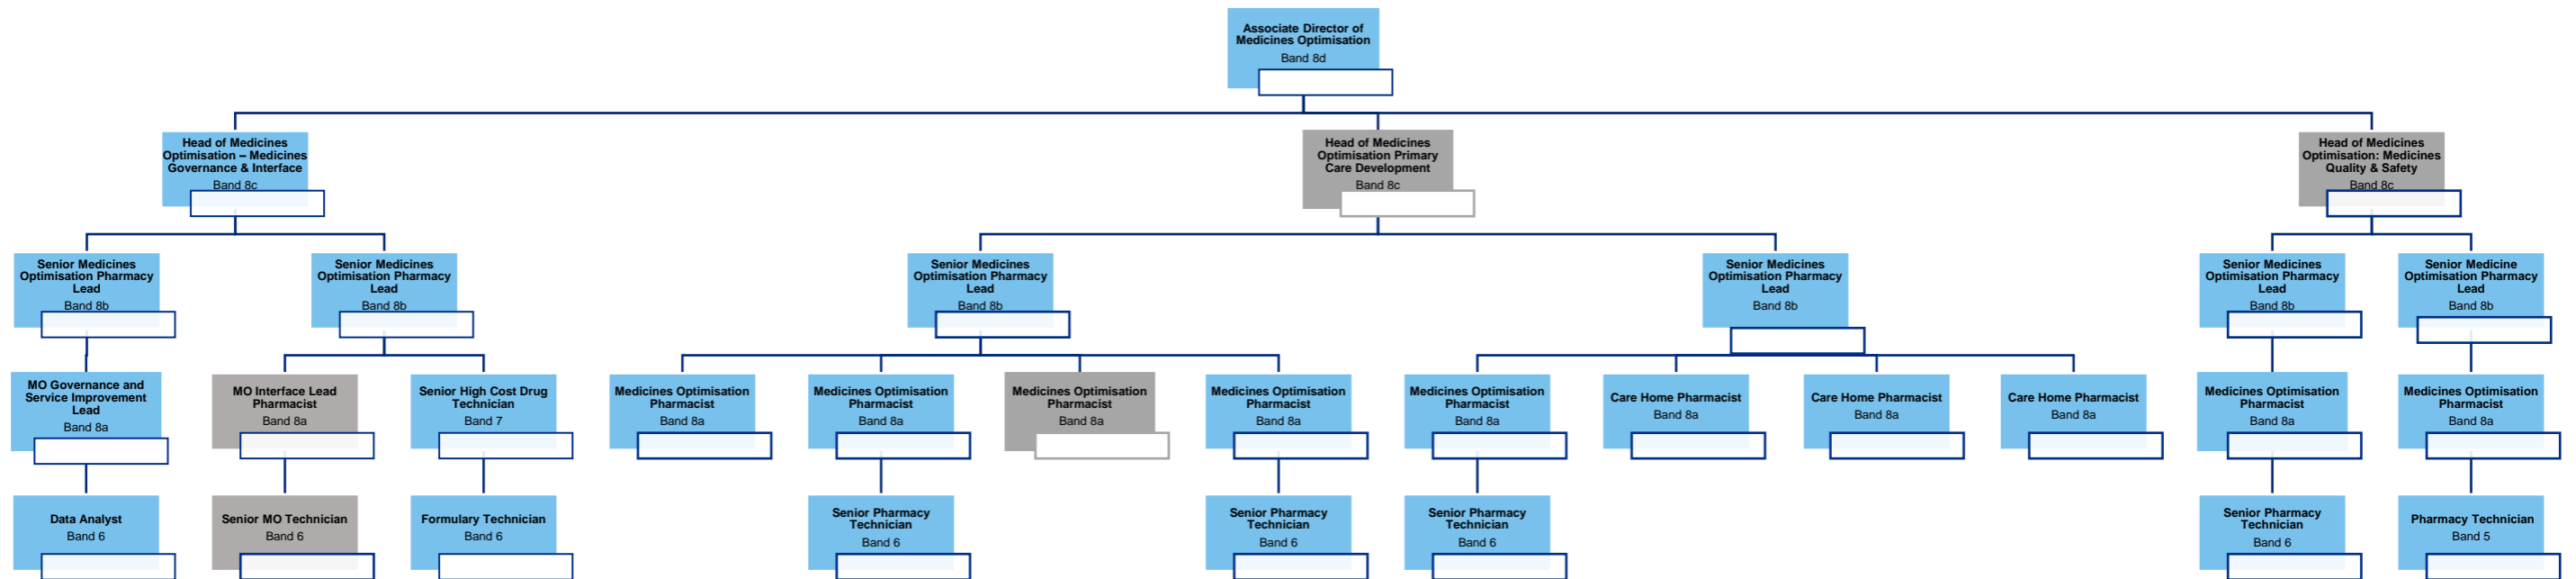 Associate Director of
Medicines Optimisation
Band 8d
Head of Medicines
Optimisation – Medicines
Governance & Interface
Band 8c
Head of Medicines
Optimisation Primary
Care Development
Band 8c
Head of Medicines
Optimisation: Medicines
Quality & Safety
Band 8c
Senior Medicines
Optimisation Pharmacy
Lead
Band 8b
Senior Medicines
Optimisation Pharmacy
Lead
Band 8b
Senior Medicines
Optimisation Pharmacy
Lead
Band 8b
Senior Medicines
Optimisation Pharmacy
Lead
Band 8b
Senior Medicines
Optimisation Pharmacy
Lead
Band 8b
Senior Medicine
Optimisation Pharmacy
Lead
Band 8b
MO Governance and
Service Improvement
Lead
Band 8a
MO Interface Lead
Pharmacist
Band 8a
Senior High Cost Drug
Technician
Band 7
Medicines Optimisation
Pharmacist
Band 8a
Medicines Optimisation
Pharmacist
Band 8a
Medicines Optimisation
Pharmacist
Band 8a
Medicines Optimisation
Pharmacist
Band 8a
Medicines Optimisation
Pharmacist
Band 8a
Care Home Pharmacist
Band 8a
Care Home Pharmacist
Band 8a
Care Home Pharmacist
Band 8a
Medicines Optimisation
Pharmacist
Band 8a
Medicines Optimisation
Pharmacist
Band 8a
Data Analyst
Band 6
Senior MO Technician
Band 6
Formulary Technician
Band 6
Senior Pharmacy
Technician
Band 6
Senior Pharmacy
Technician
Band 6
Senior Pharmacy
Technician
Band 6
Senior Pharmacy
Technician
Band 6
Pharmacy Technician
Band 5